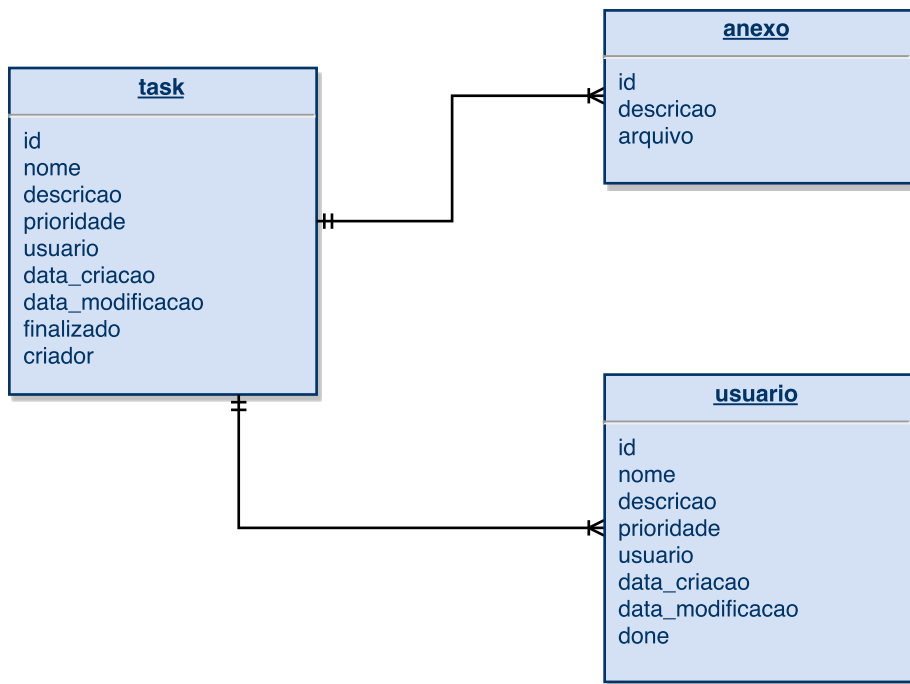 task
id
nome
descricao
prioridade
usuario
data_criacao
data_modificacao
finalizado
criador
anexo
id
descricao
arquivo
usuario
id
nome
descricao
prioridade
usuario
data_criacao
data_modificacao
done